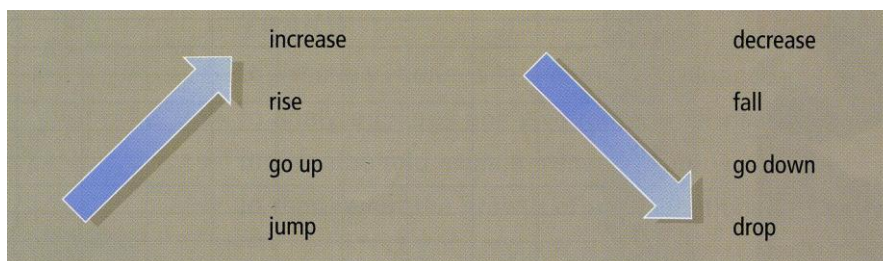 increase
rise
go up
jump
decrease
fall
go down
drop